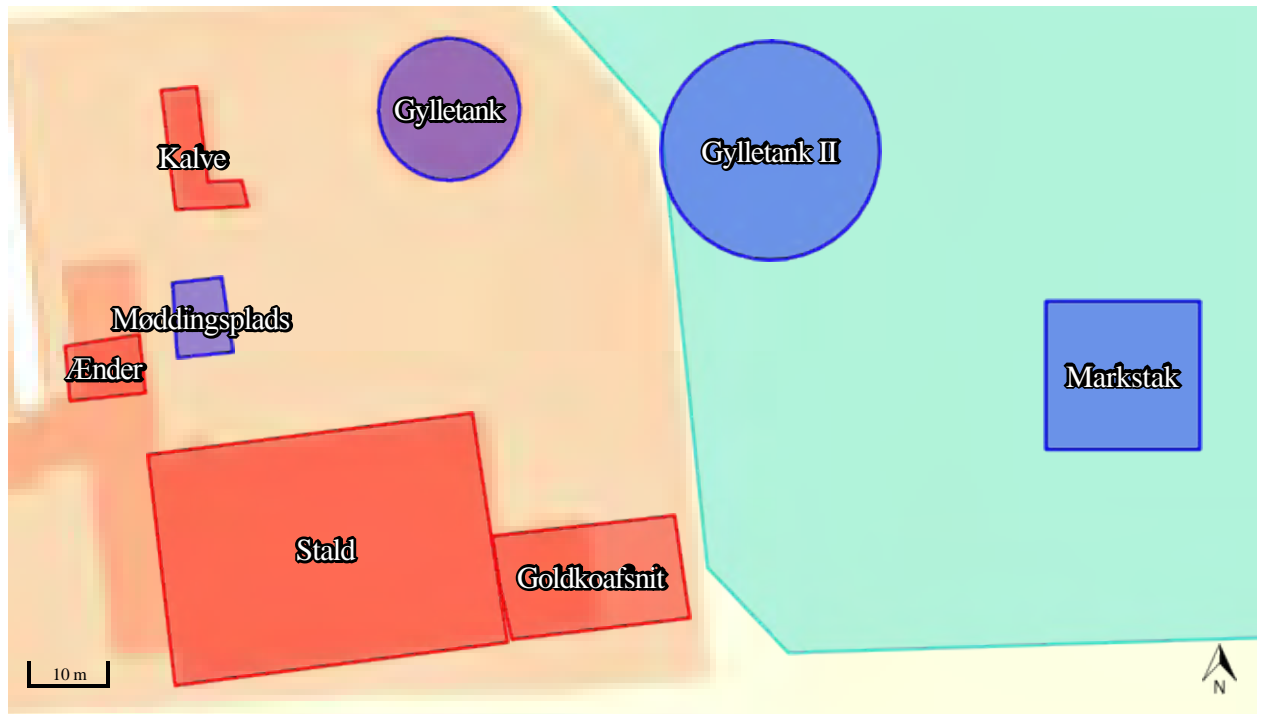 Gylletank
Gylletank II
Kalve
Møddingsplads
Ænder
Markstak
Stald
Goldkoafsnit
10 m
N